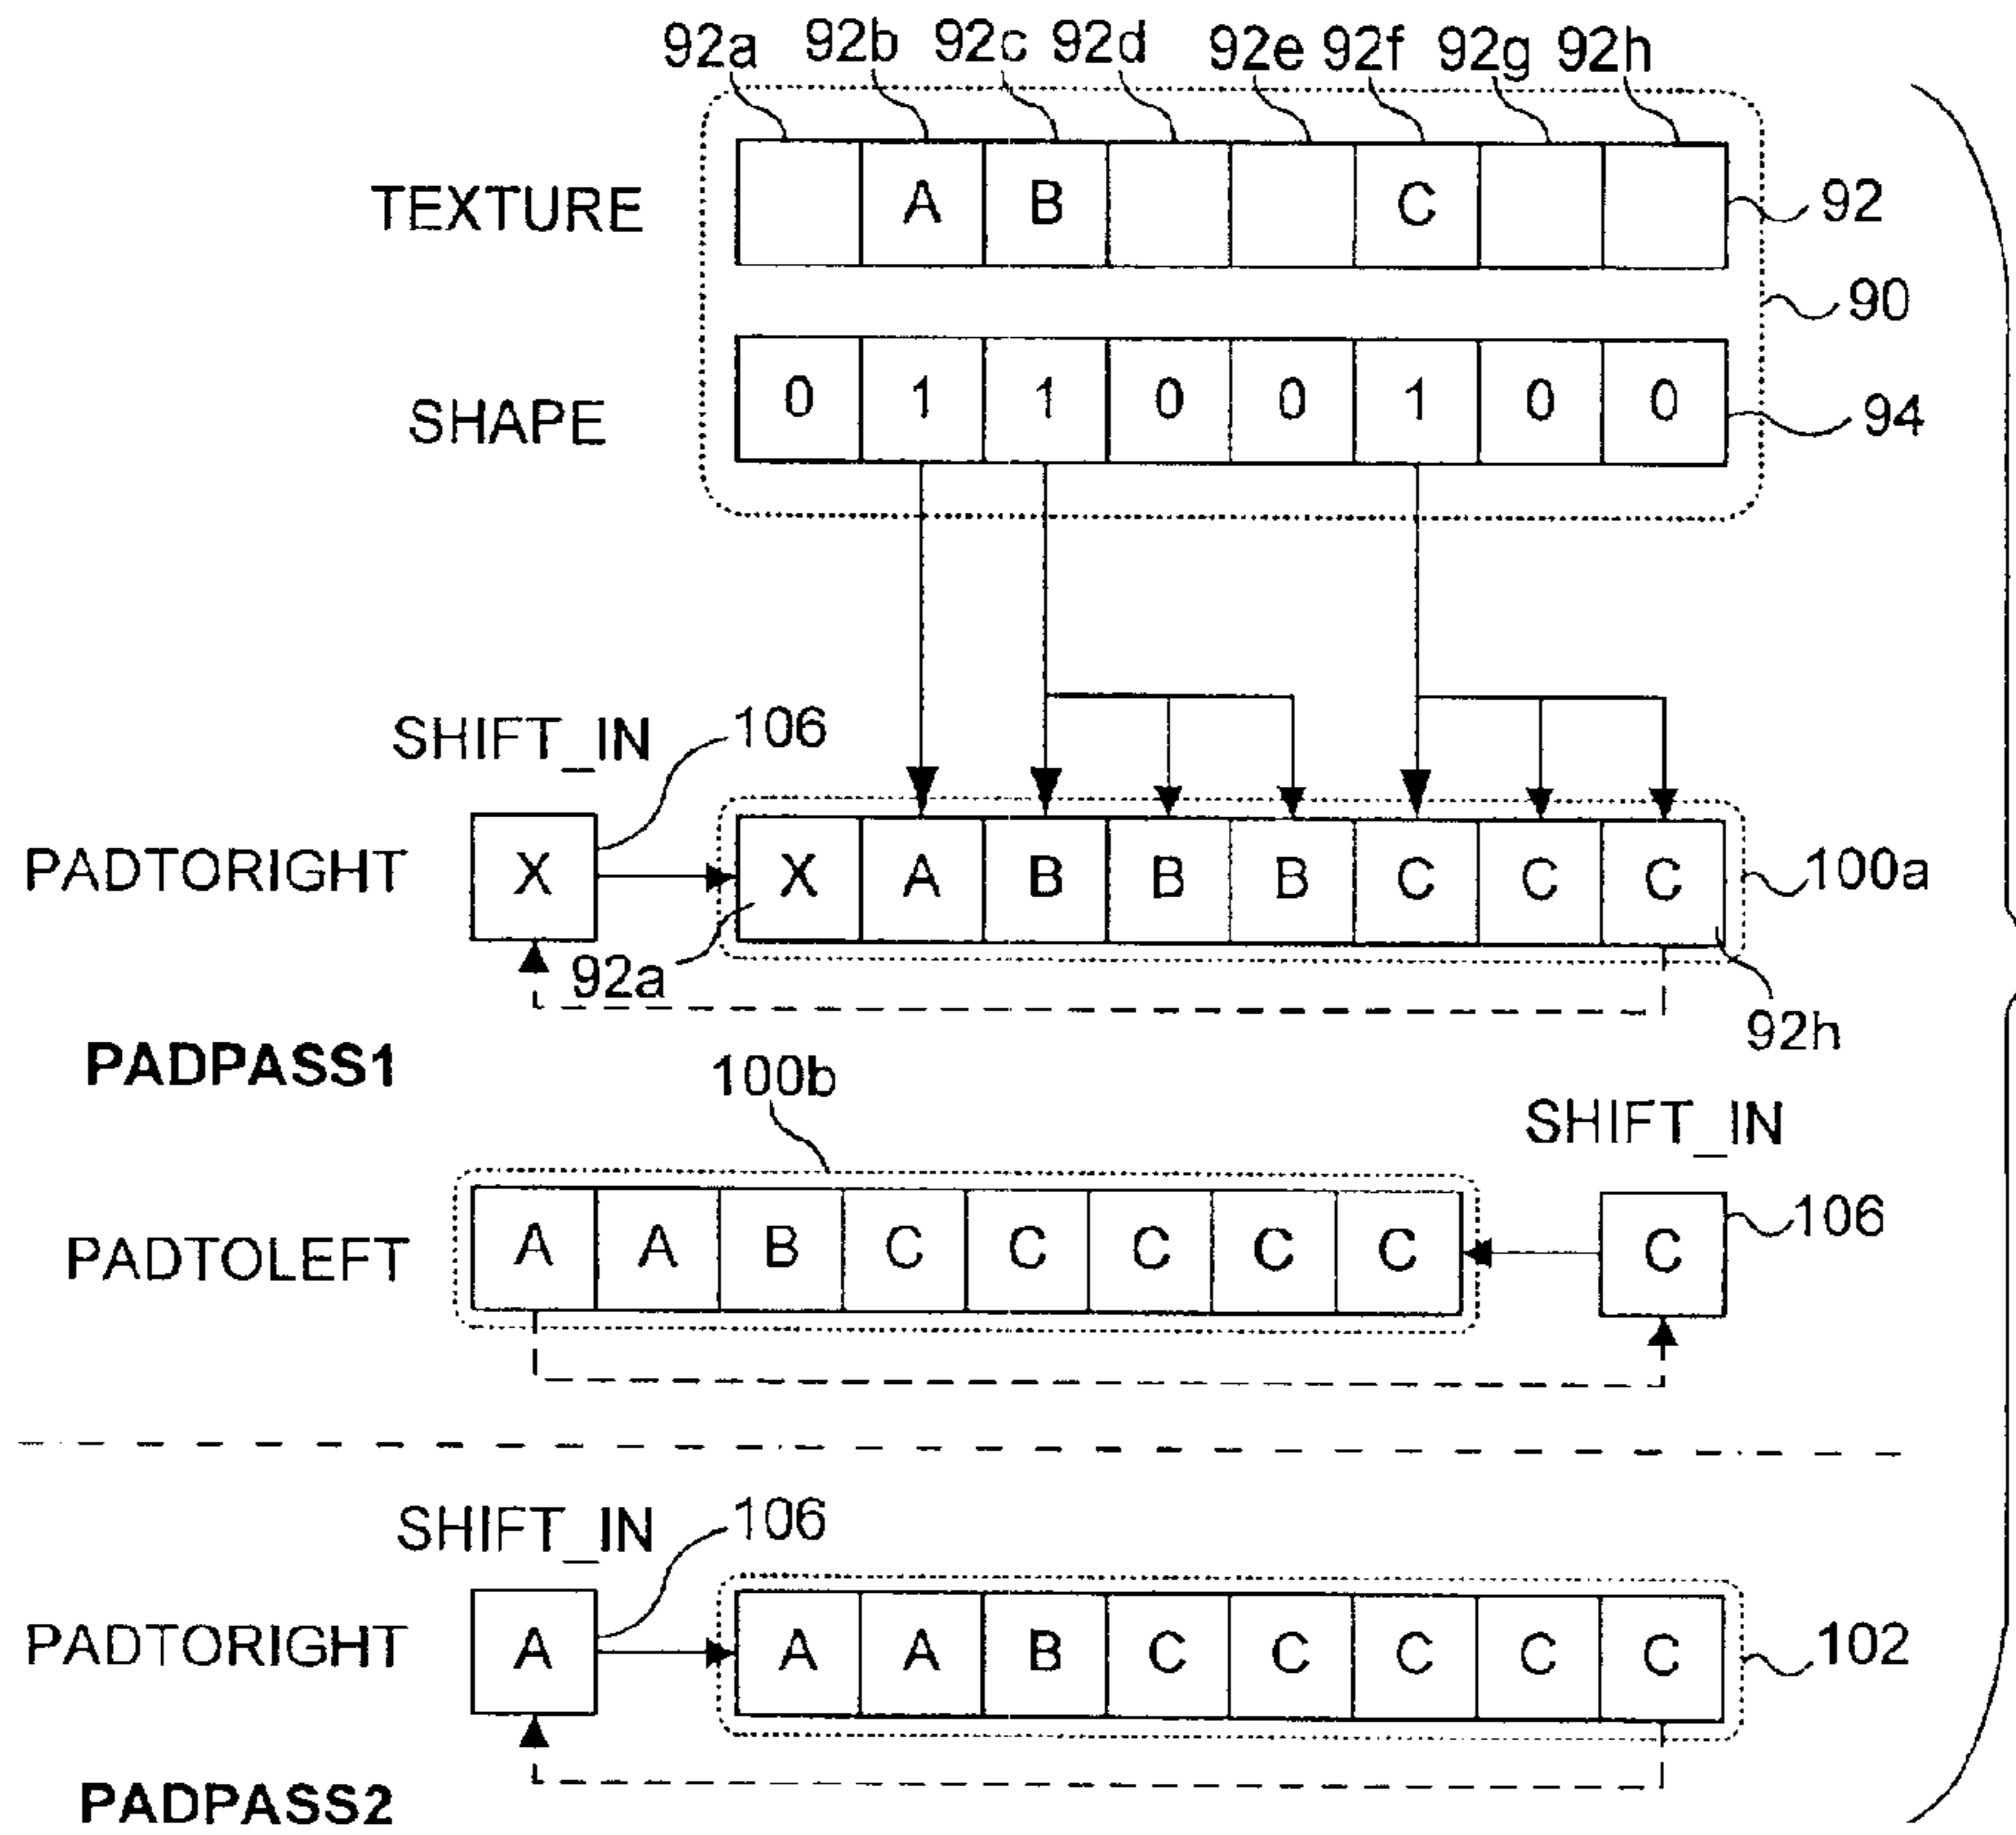 92a 92b 92c 92d 92e 92f 92g 92h
TEXTURE A B C 92
90
SHAPE 0 1 1 0 0 1 0 0 94
SHIFT_IN 106
PADTORIGHT X X A B B B C C C 100a
92a
92h
PADPASS1
100b
SHIFT_IN
PADTOLEFT A A B C C C C C C 106
SHIFT_IN 106
PADTORIGHT A A A B C C C C C 102
PADPASS2